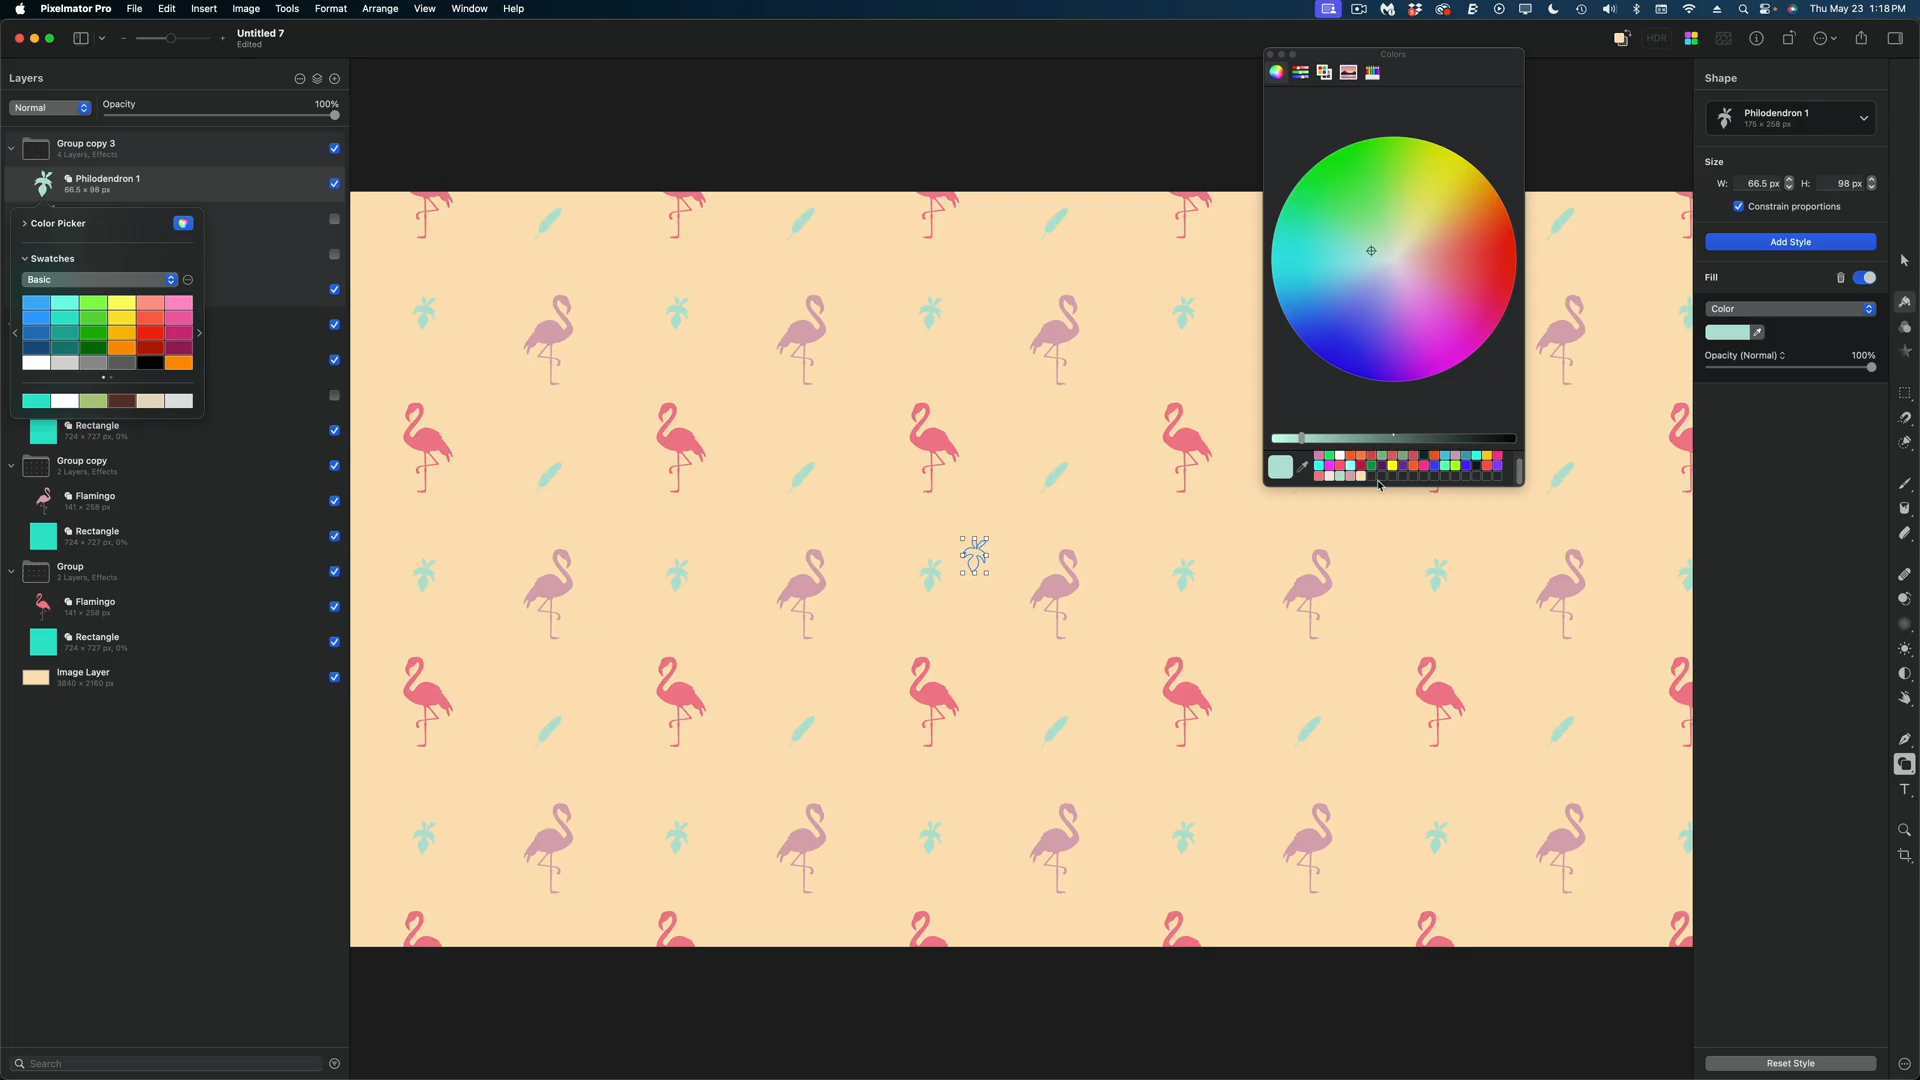 Pixelmator Pro File Edit Insert Image Tools Format Arrange View Window Help
Thu May 23 1:18 PM
Untitled 7
Edited
HDR
Colors
Layers
Normal
Opacity
100%
Group copy 3
4 Layers, Effects
Philodendron 1
66.5 × 98 px
Color Picker
Swatches
Basic
Rectangle
724 × 727 px, 0%
Group copy
2 Layers, Effects
Flamingo
141 × 258 px
Rectangle
724 × 727 px, 0%
Group
2 Layers, Effects
Flamingo
141 × 258 px
Rectangle
724 × 727 px, 0%
Image Layer
3840 × 2160 px
Search
Shape
Philodendron 1
175 × 258 px
Size
W: 66.5 px H: 98 px
Constrain proportions
Add Style
Fill
Color
Opacity (Normal)
100%
Reset Style